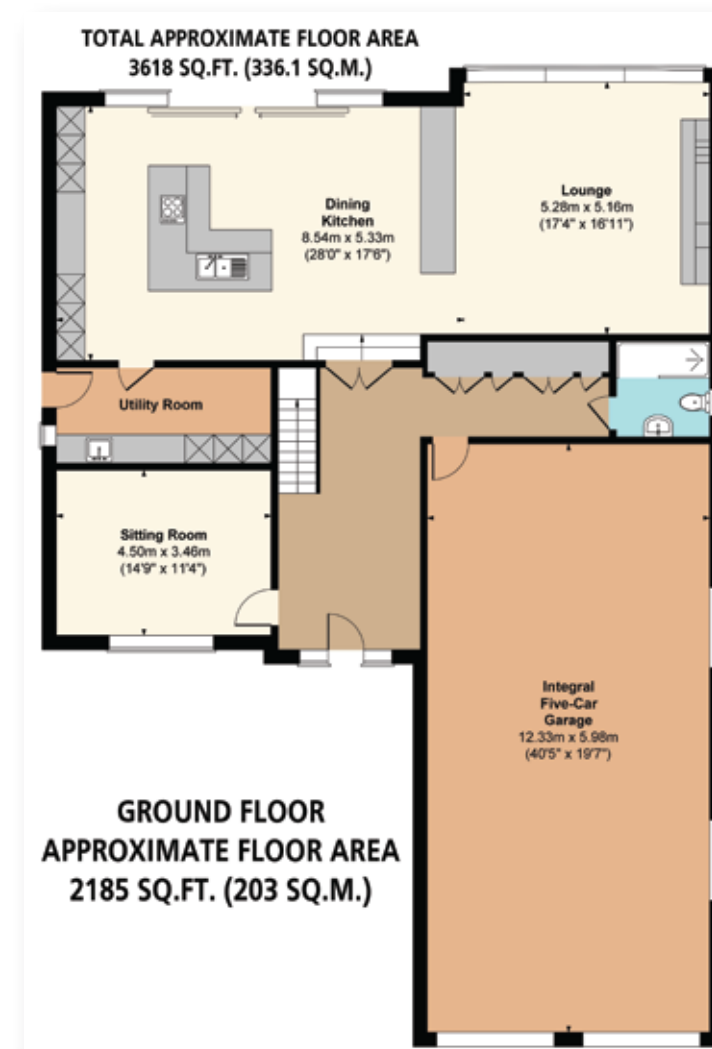 TOTAL APPROXIMATE FLOOR AREA
3618 SQ.FT. (336.1 SQ.M.)
Dining
Kitchen
8.54m x 5.33m
(28'0" x 17'6")
Lounge
5.28m x 5.16m
(17'4" x 16'11")
Utility Room
Sitting Room
4.50m x 3.46m
(14'9" x 11'4")
Integral
Five-Car
Garage
12.33m x 5.98m
(40'5" x 19'7")
GROUND FLOOR
APPROXIMATE FLOOR AREA
2185 SQ.FT. (203 SQ.M.)